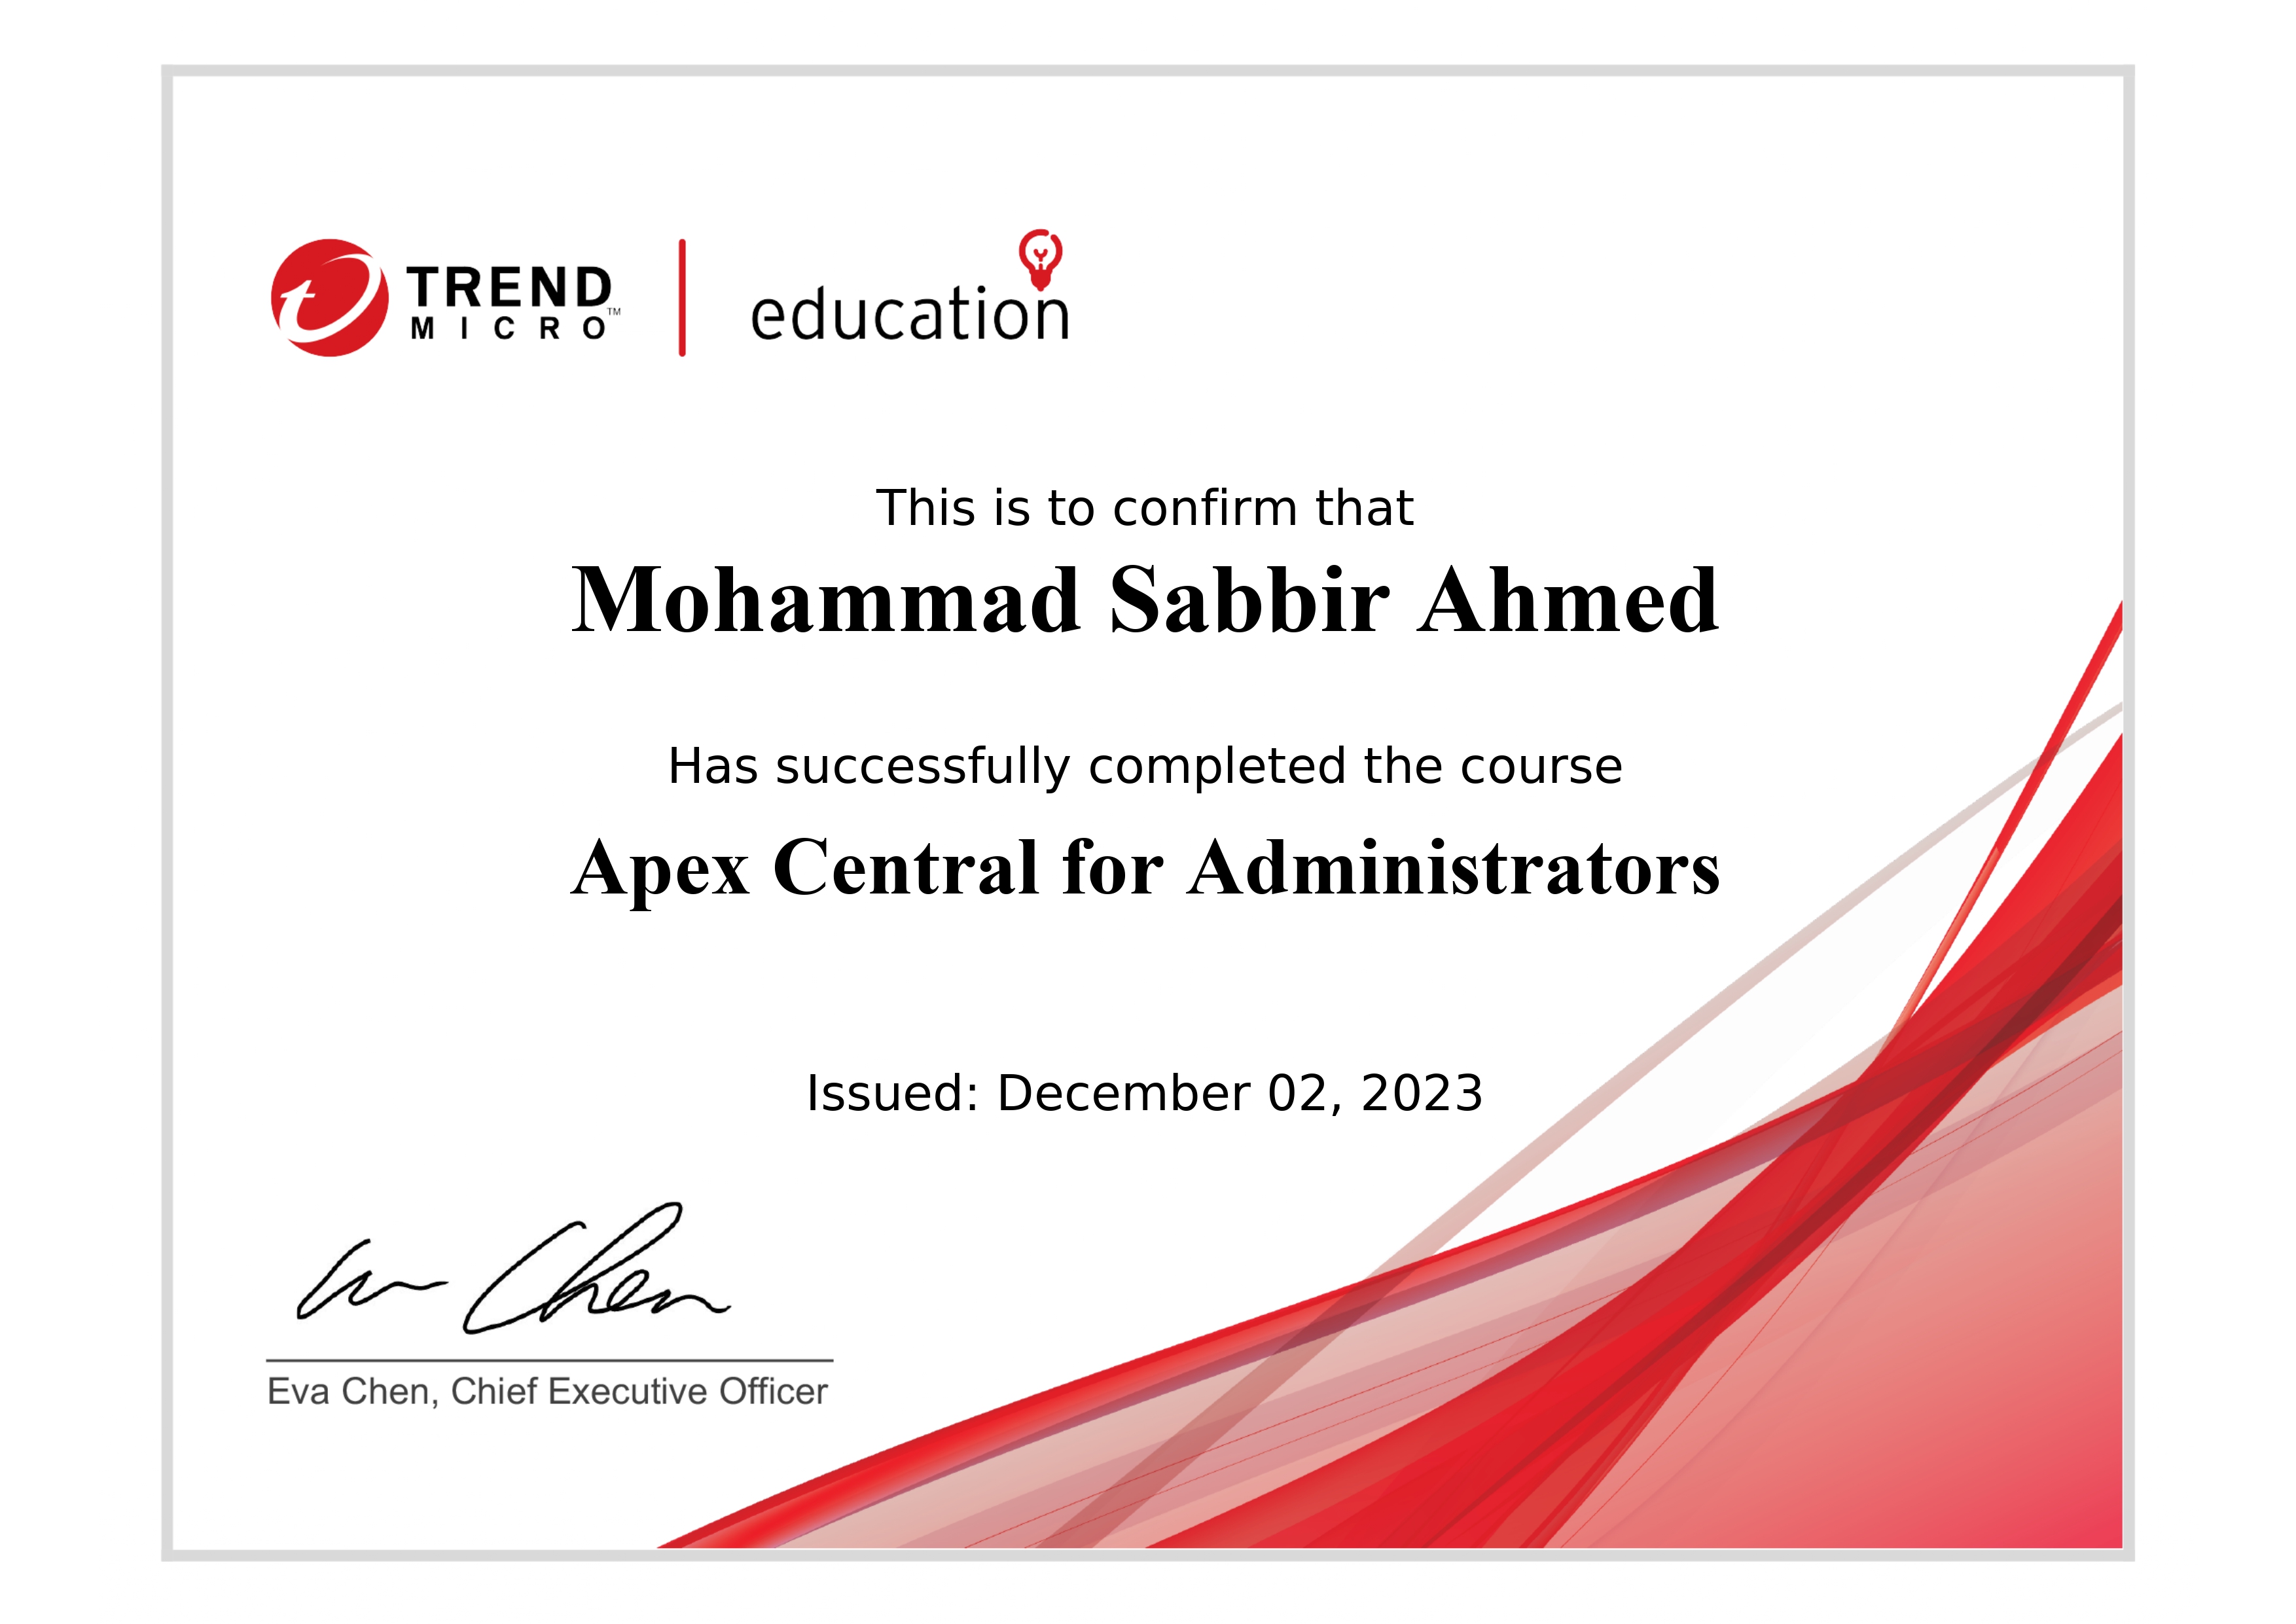 TREND
MICRO™
education
This is to confirm that
Mohammad Sabbir Ahmed
Has successfully completed the course
Apex Central for Administrators
Issued: December 02, 2023
Eva Chen
Eva Chen, Chief Executive Officer